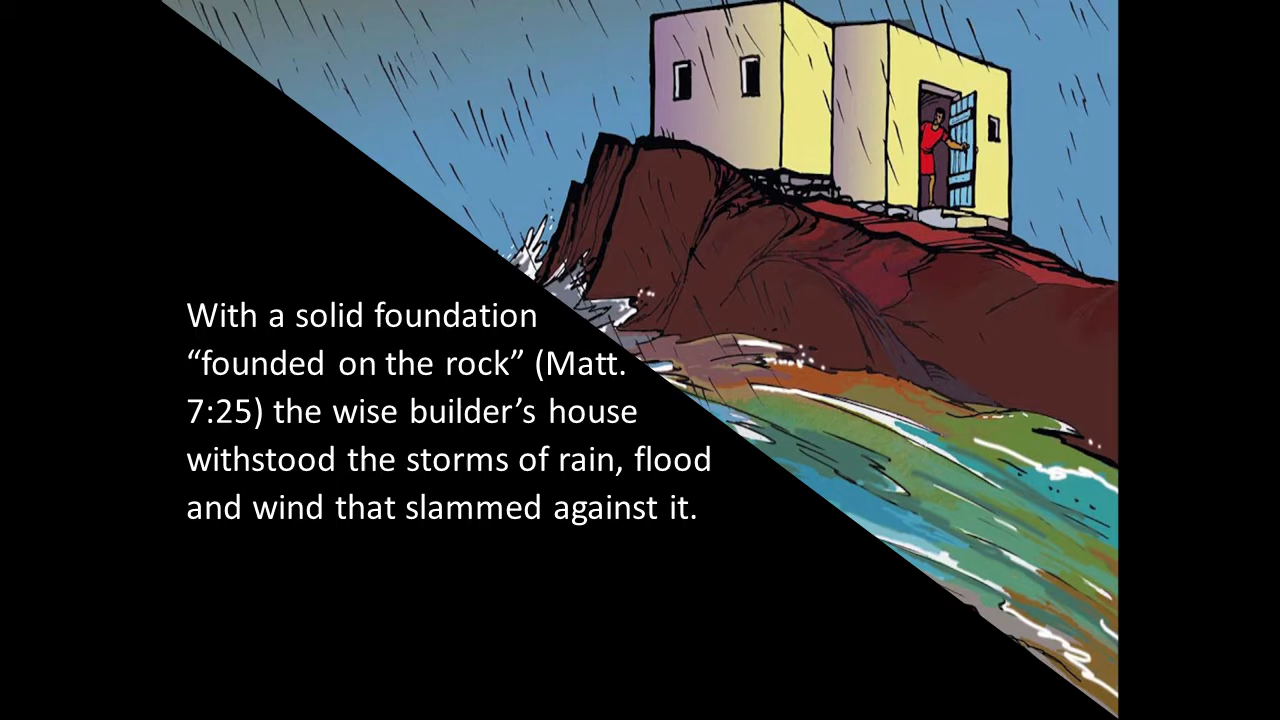 With a solid foundation
“founded on the rock” (Matt.
7:25) the wise builder’s house
withstood the storms of rain, flood
and wind that slammed against it.